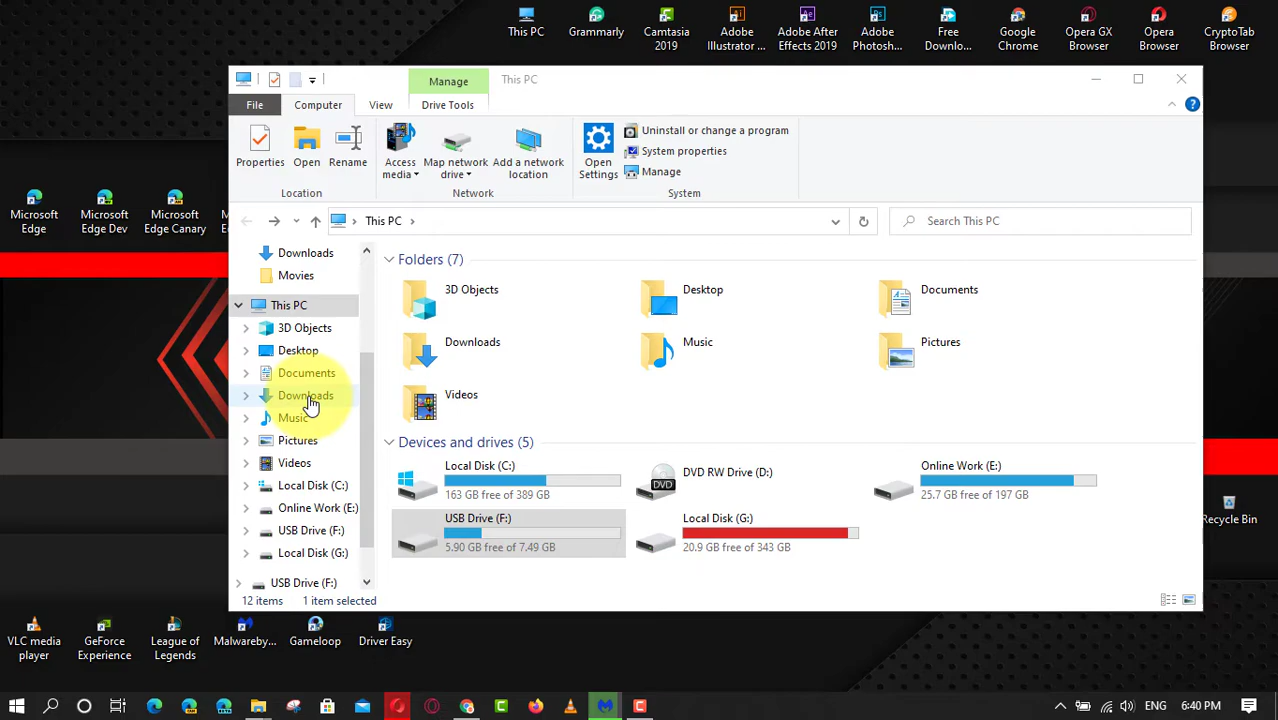 This PC
Grammarly
Camtasia
2019
Adobe
Illustrator ...
Adobe After
Effects 2019
Adobe
Photosh...
Free
Downlo...
Google
Chrome
Opera GX
Browser
Opera
Browser
CryptoTab
Browser
Manage
This PC
File
Computer
View
Drive Tools
Properties
Open
Rename
Access
media
Map network
drive
Add a network
location
Open
Settings
Uninstall or change a program
System properties
Manage
Location
Network
System
Microsoft
Edge
Microsoft
Edge Dev
Microsoft
Edge Canary
This PC
Search This PC
Downloads
Movies
This PC
3D Objects
Desktop
Documents
Downloads
Music
Pictures
Videos
Local Disk (C:)
Online Work (E:)
USB Drive (F:)
Local Disk (G:)
USB Drive (F:)
Folders (7)
3D Objects
Desktop
Documents
Downloads
Music
Pictures
Videos
Devices and drives (5)
Local Disk (C:)
163 GB free of 389 GB
DVD RW Drive (D:)
DVD
Online Work (E:)
25.7 GB free of 197 GB
USB Drive (F:)
5.90 GB free of 7.49 GB
Local Disk (G:)
20.9 GB free of 343 GB
Recycle Bin
12 items
1 item selected
VLC media
player
GeForce
Experience
League of
Legends
Malwareby...
Gameloop
Driver Easy
6:40 PM